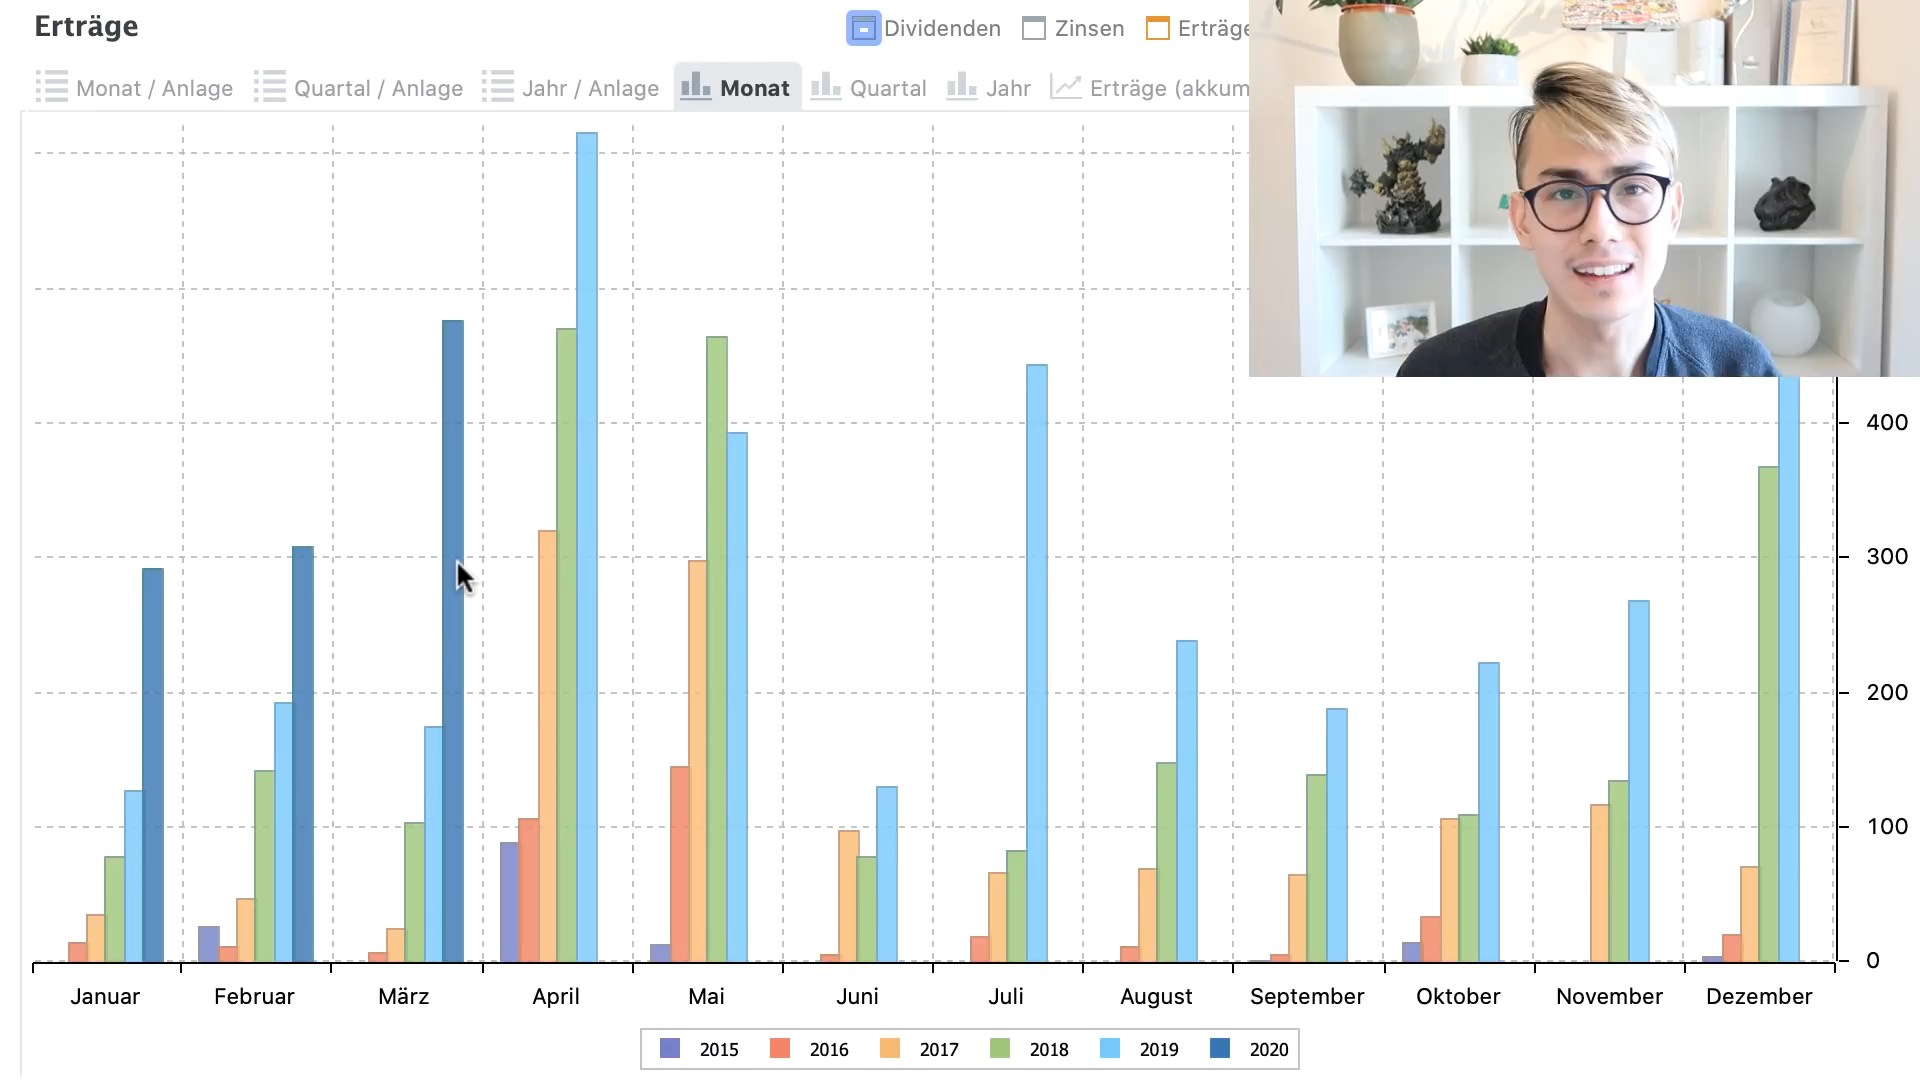 Erträge
Dividenden Zinsen Erträge
Monat / Anlage Quartal / Anlage Jahr / Anlage Monat Quartal Jahr Erträge (akkum
400
300
200
100
0
Januar Februar März April Mai Juni Juli August September Oktober November Dezember
2015 2016 2017 2018 2019 2020